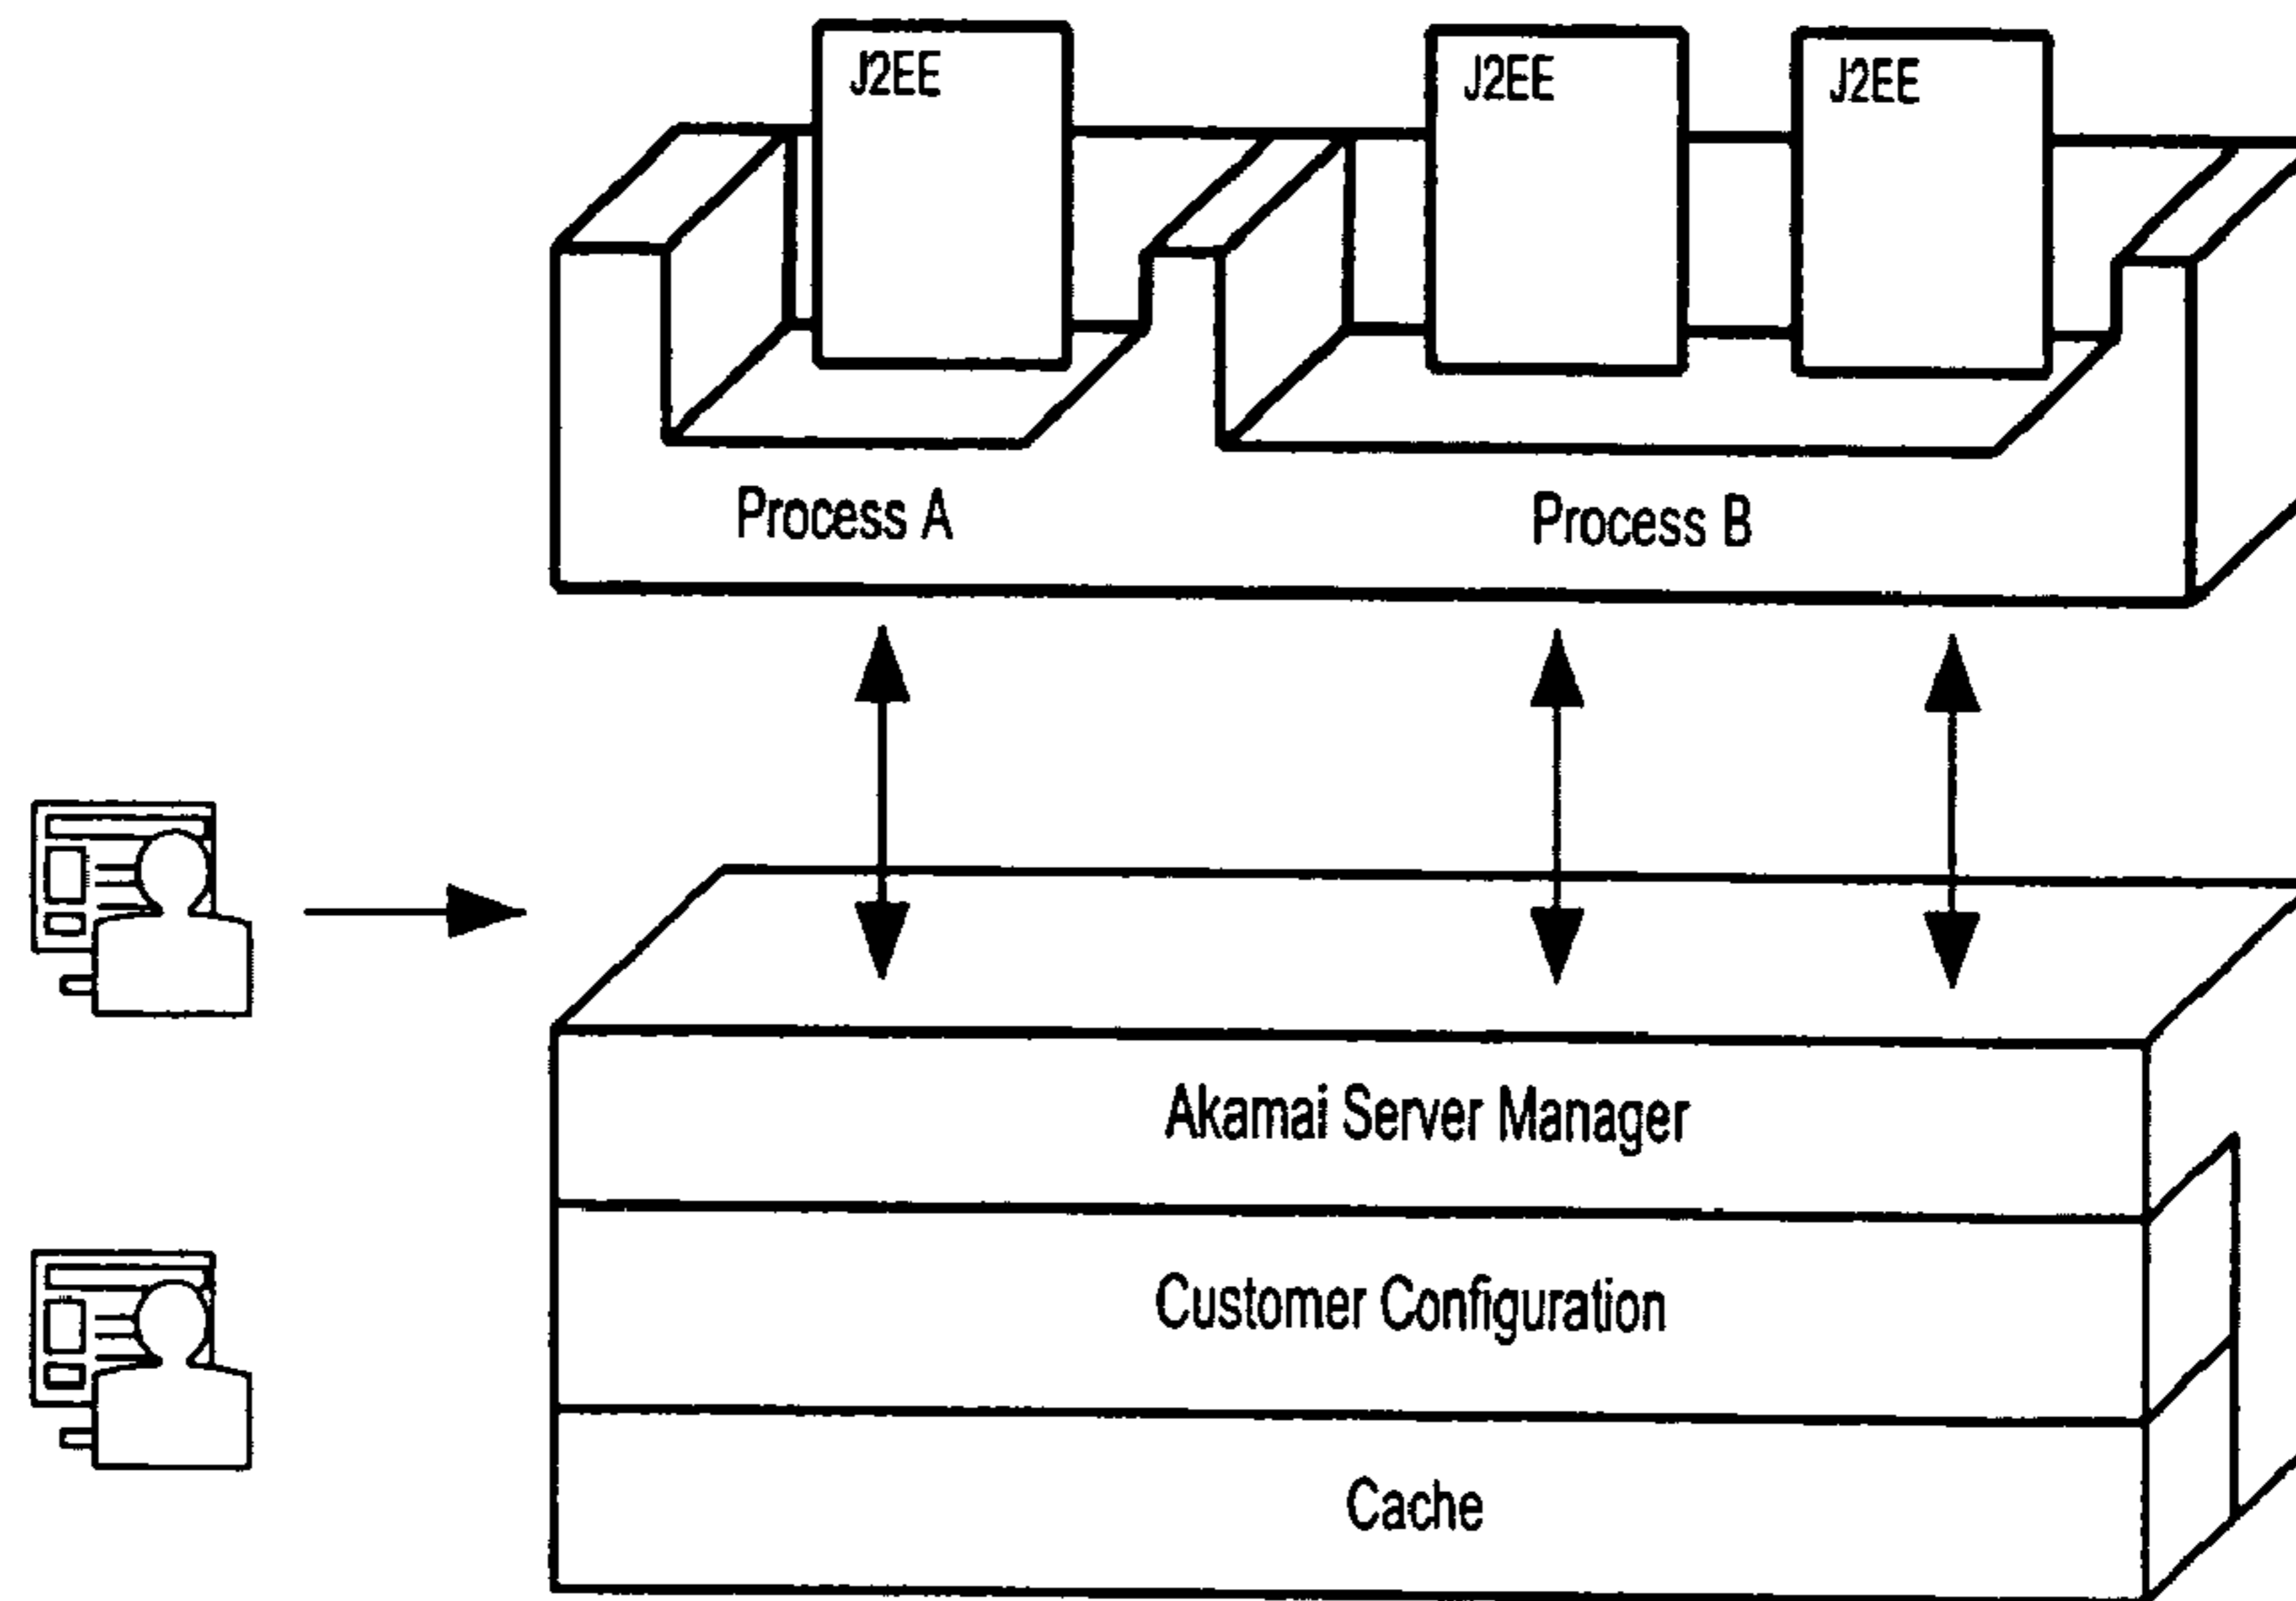 J2EE
J2EE
J2EE
Process A
Process B
Akamai Server Manager
Customer Configuration
Cache